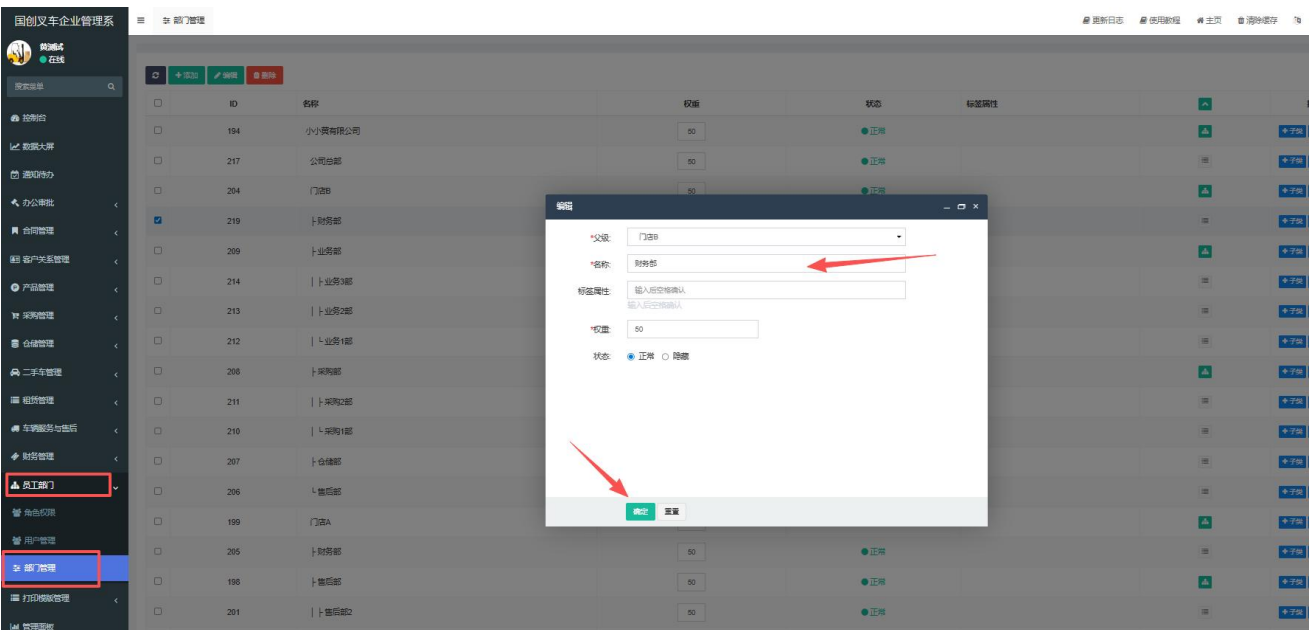 国创叉车企业管理系
部门管理
更新日志 使用教程 主页 清除缓存
黄测试
在线
搜索菜单
+添加 编辑 删除
ID 名称 权重 状态 标签属性
控制台
194 小小黄有限公司 50 正常 +子级
数据大屏
217 公司总部 50 正常 +子级
通知待办
204 门店B 50 正常 +子级
办公审批
219 ├财务部 +子级
合同管理
209 ├业务部 +子级
客户关系管理
214 │├业务3部 +子级
产品管理
213 │├业务2部 +子级
采购管理
212 │└业务1部 +子级
仓储管理
208 ├采购部 +子级
二手车管理
211 │├采购2部 +子级
租赁管理
210 │└采购1部 +子级
车辆服务与售后
207 ├仓储部 +子级
财务管理
206 └售后部 +子级
员工部门
199 门店A +子级
角色权限
用户管理
205 ├财务部 50 正常 +子级
部门管理
198 ├售后部 50 正常 +子级
打印模版管理
201 │├售后部2 50 正常 +子级
管理面板
编辑
*父级: 门店B
*名称: 财务部
标签属性: 输入后空格确认
输入后空格确认
*权重: 50
状态: 正常 隐藏
确定 重置